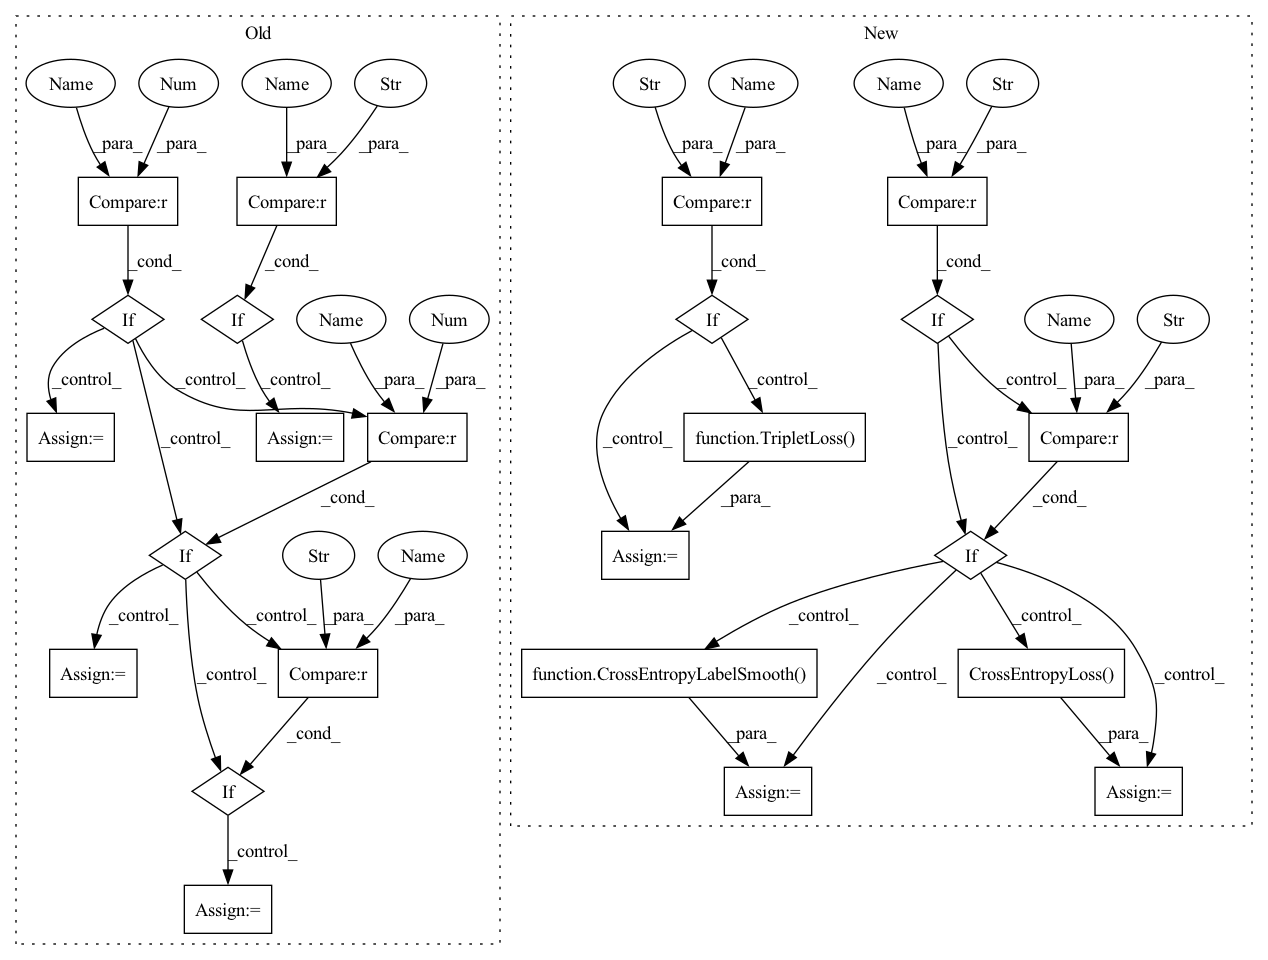 Old
New
Name
Num
Name
Str
Str
Name
Name
Str
_para_
_para_
_para_
_para_
_para_
_para_
_para_
_para_
Compare:r
Compare:r
Compare:r
Compare:r
_cond_
_cond_
_cond_
_cond_
If
If
Name
Num
If
If
Name
Str
_control_
_control_
_control_
_para_
_para_
_control_
_control_
_para_
_para_
Assign:=
_control_
Assign:=
Compare:r
_control_
function.TripletLoss()
_control_
Compare:r
_cond_
_para_
_cond_
If
Str
Name
Assign:=
If
_control_
_control_
_para_
_para_
_control_
_control_
Assign:=
_control_
Compare:r
function.CrossEntropyLabelSmooth()
_control_
CrossEntropyLoss()
_control_
_cond_
_para_
_para_
If
Assign:=
Assign:=
_control_
Assign:=